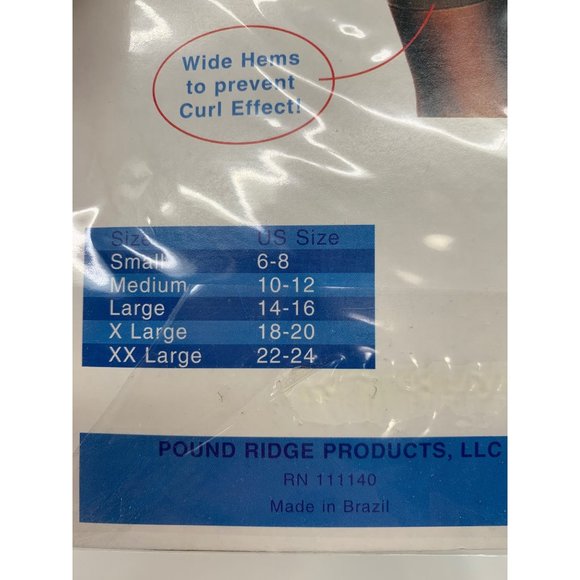 Wide Hems
to prevent
Curl Effect!
Size US Size
Small 6-8
Medium 10-12
Large 14-16
X Large 18-20
XX Large 22-24
POUND RIDGE PRODUCTS, LLC
RN 111140
Made in Brazil